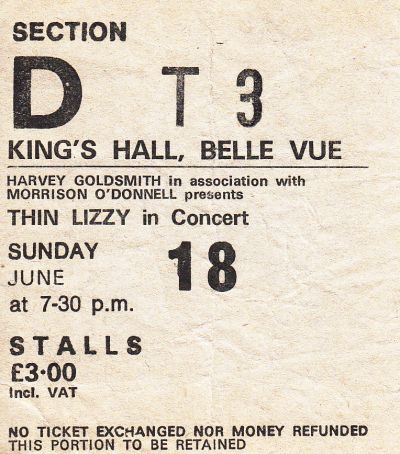 SECTION
D T 3
KING'S HALL, BELLE VUE
HARVEY GOLDSMITH in association with
MORRISON O'DONNELL presents
THIN LIZZY in Concert
SUNDAY 18
JUNE
at 7-30 p.m.
STALLS
£3·00
Incl. VAT
NO TICKET EXCHANGED NOR MONEY REFUNDED
THIS PORTION TO BE RETAINED